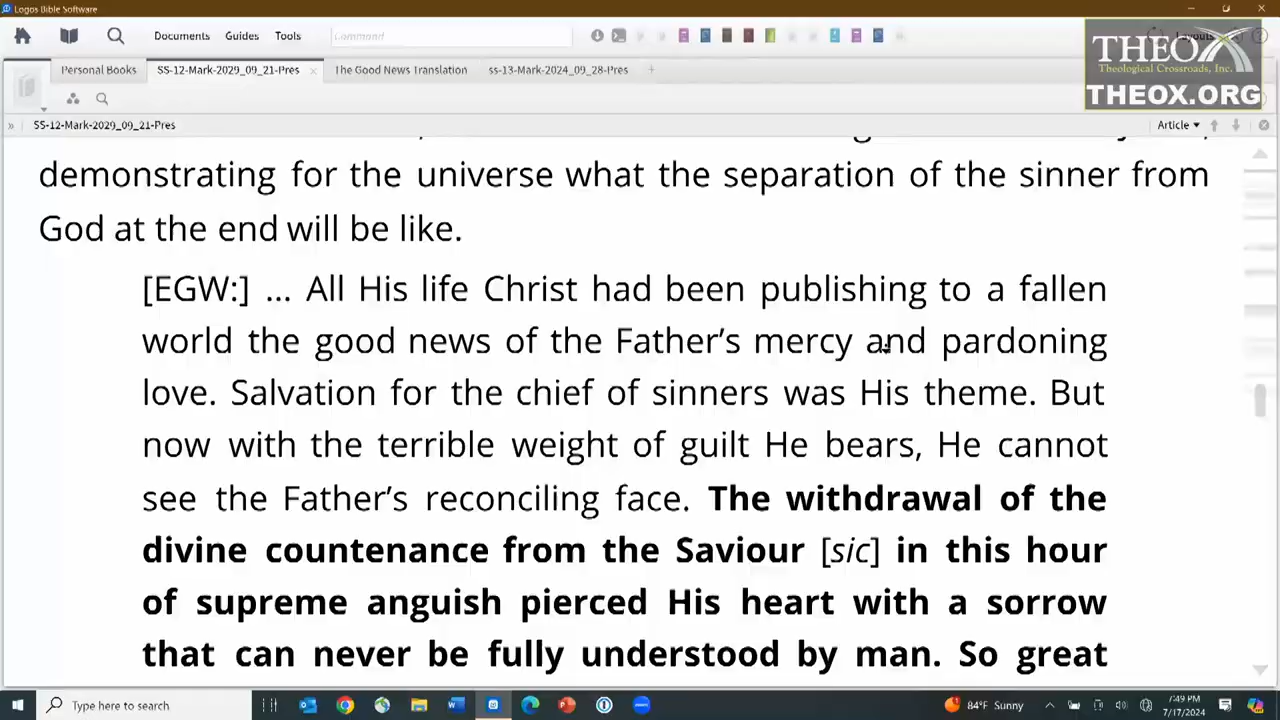 Logos Bible Software
Documents Guides Tools Command
THEOX
Theological Crossroads, Inc.
THEOX.ORG
Personal Books SS-12-Mark-2029_09_21-Pres The Good News ss-1-Mark-2024_09_28-Pres
SS-12-Mark-2029_09_21-Pres Article
demonstrating for the universe what the separation of the sinner from
God at the end will be like.
[EGW:] ... All His life Christ had been publishing to a fallen
world the good news of the Father's mercy and pardoning
love. Salvation for the chief of sinners was His theme. But
now with the terrible weight of guilt He bears, He cannot
see the Father's reconciling face. The withdrawal of the
divine countenance from the Saviour [sic] in this hour
of supreme anguish pierced His heart with a sorrow
that can never be fully understood by man. So great
Type here to search
84°F Sunny
7:49 PM
7/17/2024